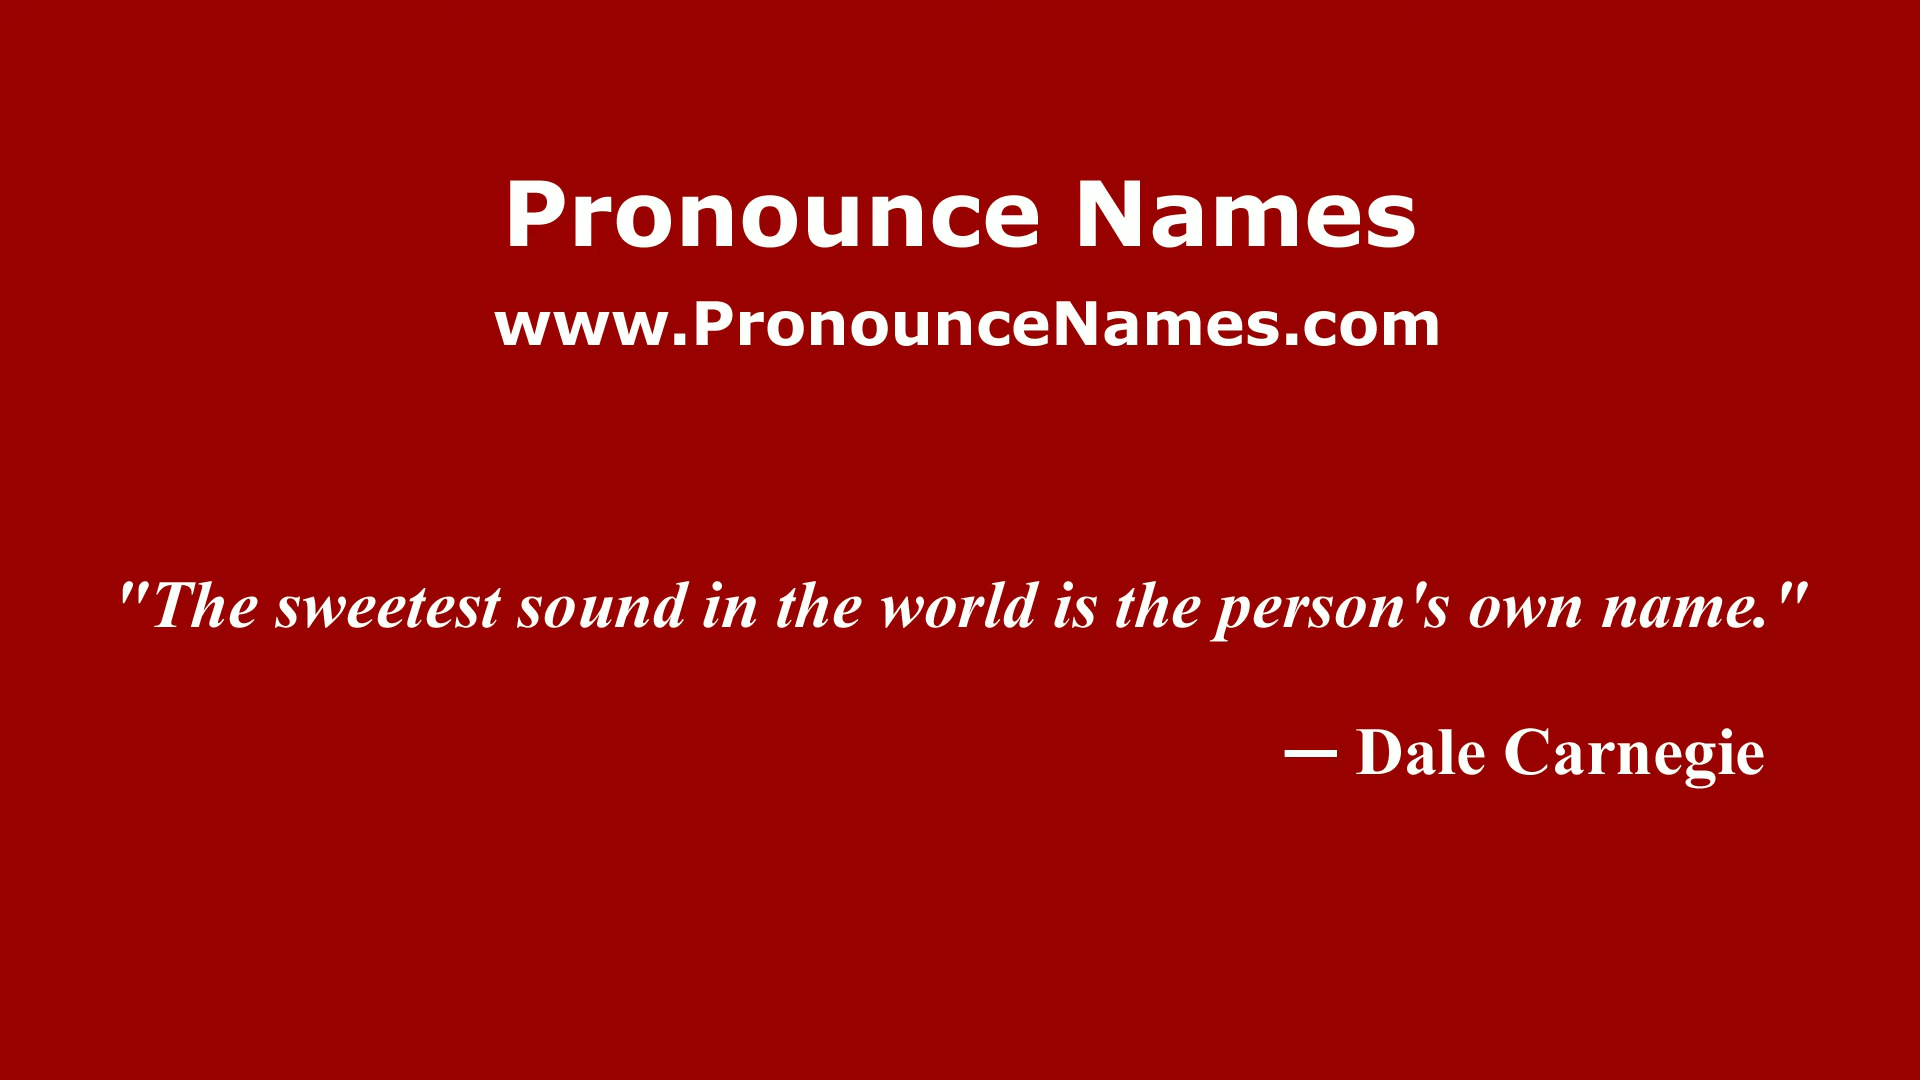 Pronounce Names
www.PronounceNames.com
"The sweetest sound in the world is the person's own name."
— Dale Carnegie